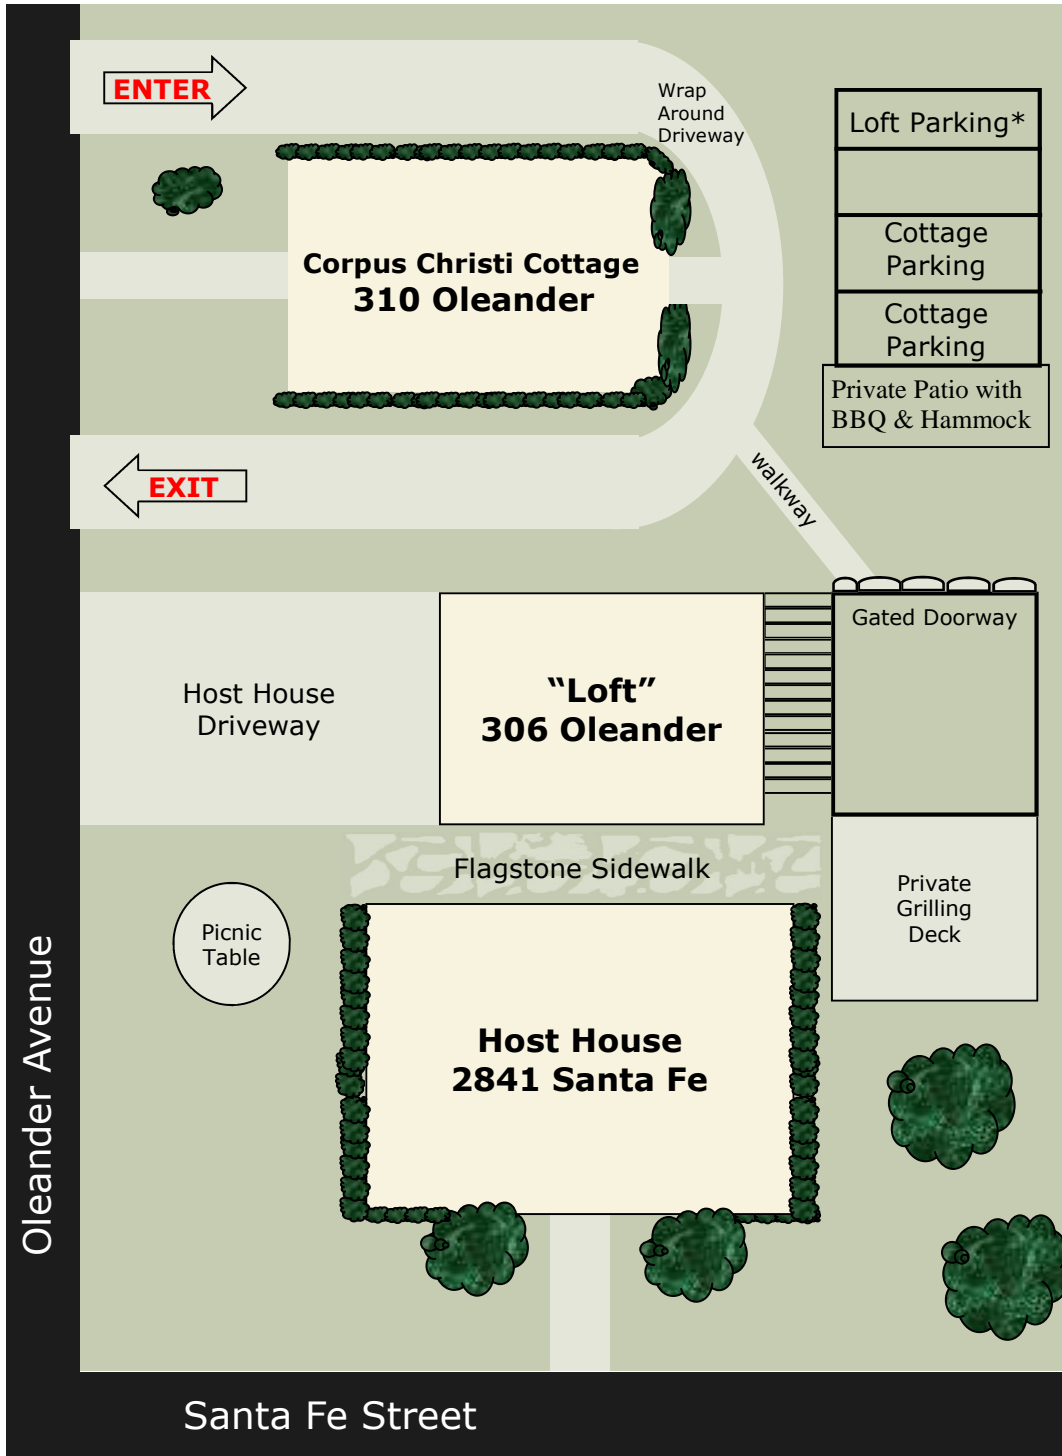 ENTER
Wrap
Around
Driveway
Loft Parking*
Cottage
Parking
Corpus Christi Cottage
310 Oleander
Cottage
Parking
Private Patio with
BBQ & Hammock
EXIT
walkway
Gated Doorway
Host House
Driveway
“Loft”
306 Oleander
Flagstone Sidewalk
Picnic
Table
Private
Grilling
Deck
Host House
2841 Santa Fe
Oleander Avenue
Santa Fe Street